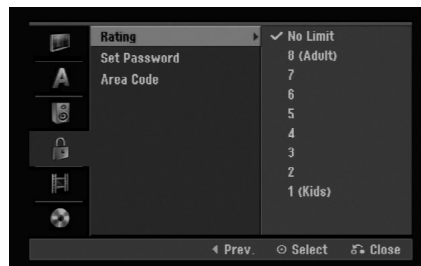 Rating
Set Password
Area Code
No Limit
8 (Adult)
7
6
5
4
3
2
1 (Kids)
Prev. Select Close